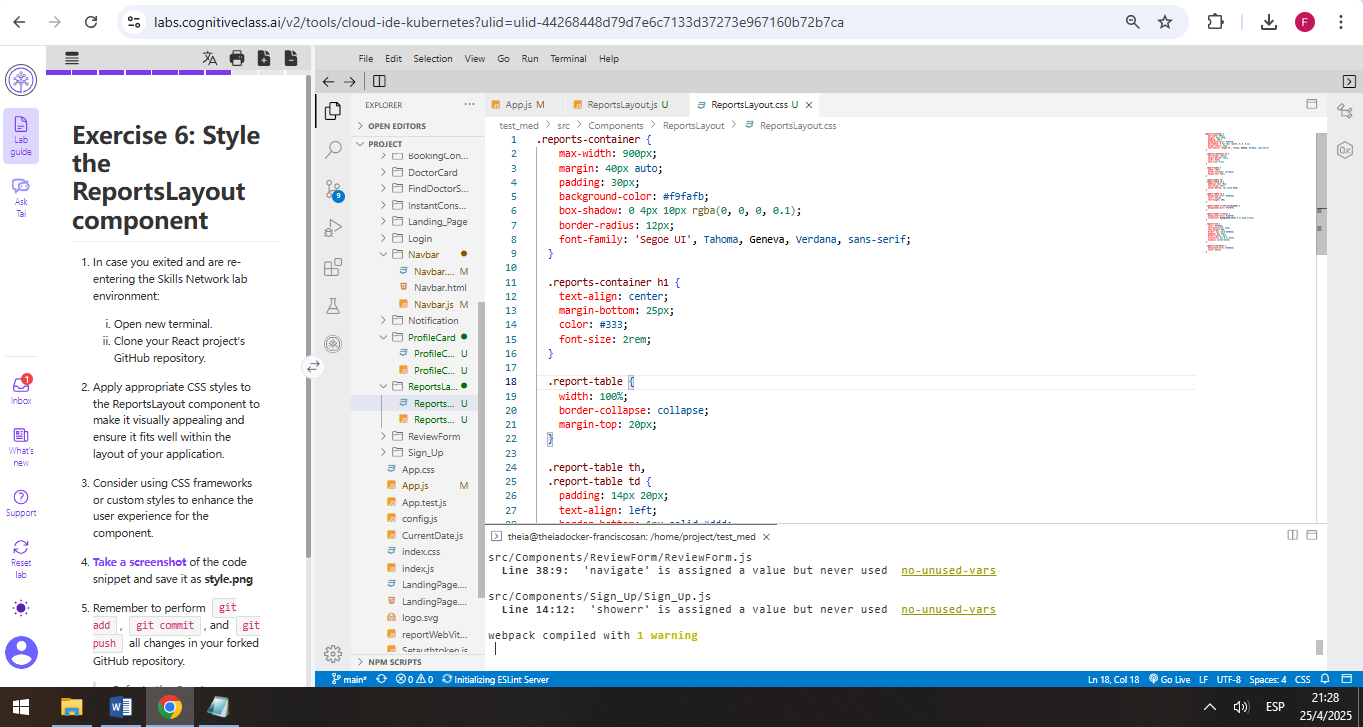 labs.cognitiveclass.ai/v2/tools/cloud-ide-kubernetes?ulid=ulid-44268448d79d7e6c7133d37273e967160b72b7ca
F
Lab guide
Ask Tai
1
Inbox
What's new
Support
Reset lab
Exercise 6: Style
the
ReportsLayout
component
1. In case you exited and are re-
entering the Skills Network lab
environment:
i. Open new terminal.
ii. Clone your React project's
GitHub repository.
2. Apply appropriate CSS styles to
the ReportsLayout component to
make it visually appealing and
ensure it fits well within the
layout of your application.
3. Consider using CSS frameworks
or custom styles to enhance the
user experience for the
component.
4. Take a screenshot of the code
snippet and save it as style.png
5. Remember to perform git
add , git commit , and git
push all changes in your forked
GitHub repository.
File Edit Selection View Go Run Terminal Help
9
EXPLORER ...
OPEN EDITORS
PROJECT
BookingCon...
DoctorCard
FindDoctorS...
InstantCons...
Landing_Page
Login
Navbar
Navbar.... M
Navbar.html
Navbar.js M
Notification
ProfileCard
ProfileC... U
ProfileC... U
ReportsLa...
Reports... U
Reports... U
ReviewForm
Sign_Up
App.css
App.js M
App.test.js
config.js
CurrentDate.js
index.css
index.js
LandingPage....
LandingPage....
logo.svg
reportWebVit...
Setauthtoken.js
NPM SCRIPTS
App.js M ReportsLayout.js U ReportsLayout.css U
test_med > src > Components > ReportsLayout > ReportsLayout.css
1 .reports-container {
2 max-width: 900px;
3 margin: 40px auto;
4 padding: 30px;
5 background-color: #f9fafb;
6 box-shadow: 0 4px 10px rgba(0, 0, 0, 0.1);
7 border-radius: 12px;
8 font-family: 'Segoe UI', Tahoma, Geneva, Verdana, sans-serif;
9 }
10
11 .reports-container h1 {
12 text-align: center;
13 margin-bottom: 25px;
14 color: #333;
15 font-size: 2rem;
16 }
17
18 .report-table {
19 width: 100%;
20 border-collapse: collapse;
21 margin-top: 20px;
22 }
23
24 .report-table th,
25 .report-table td {
26 padding: 14px 20px;
27 text-align: left;
28 border-bottom: 1px solid #ddd;
theia@theiadocker-franciscosan: /home/project/test_med
src/Components/ReviewForm/ReviewForm.js
Line 38:9: 'navigate' is assigned a value but never used no-unused-vars
src/Components/Sign_Up/Sign_Up.js
Line 14:12: 'showerr' is assigned a value but never used no-unused-vars
webpack compiled with 1 warning
main* 0 0 Initializing ESLint Server
Ln 18, Col 18 Go Live LF UTF-8 Spaces: 4 CSS
ESP
21:28
25/4/2025